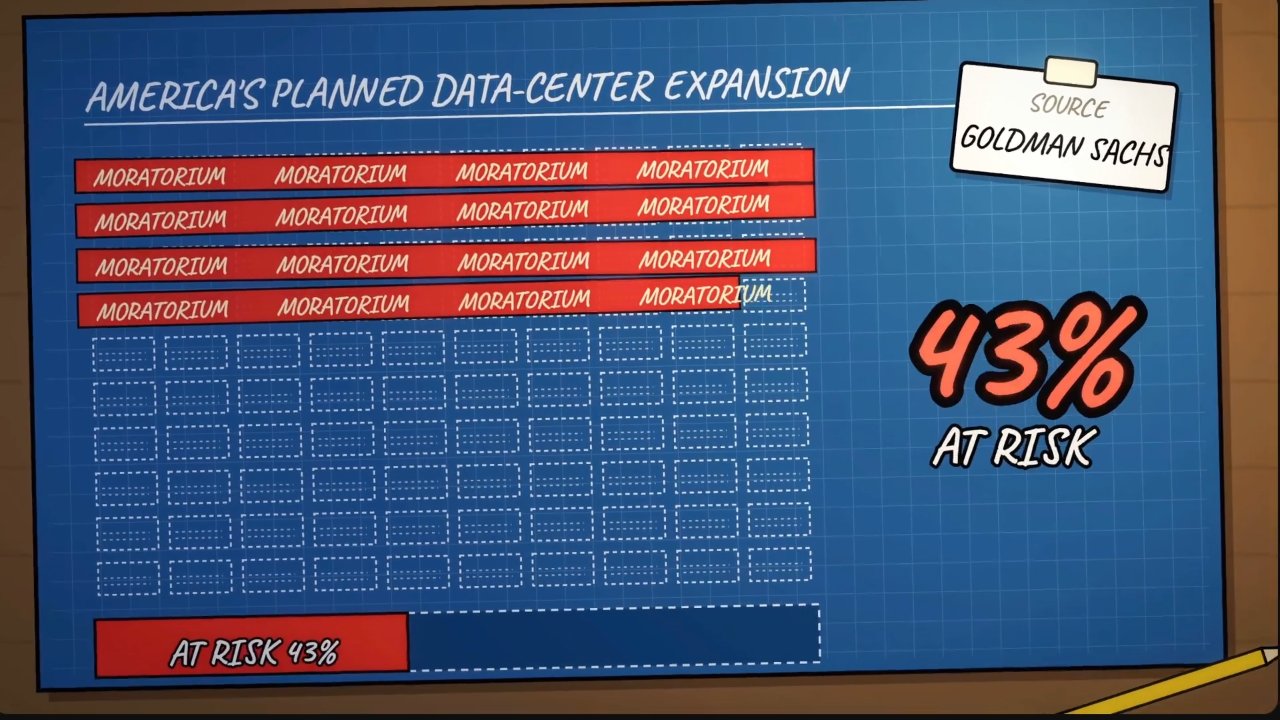 AMERICA'S PLANNED DATA-CENTER EXPANSION
SOURCE
GOLDMAN SACHS
MORATORIUM MORATORIUM MORATORIUM MORATORIUM
MORATORIUM MORATORIUM MORATORIUM MORATORIUM
MORATORIUM MORATORIUM MORATORIUM MORATORIUM
MORATORIUM MORATORIUM MORATORIUM MORATORIUM
43%
AT RISK
AT RISK 43%